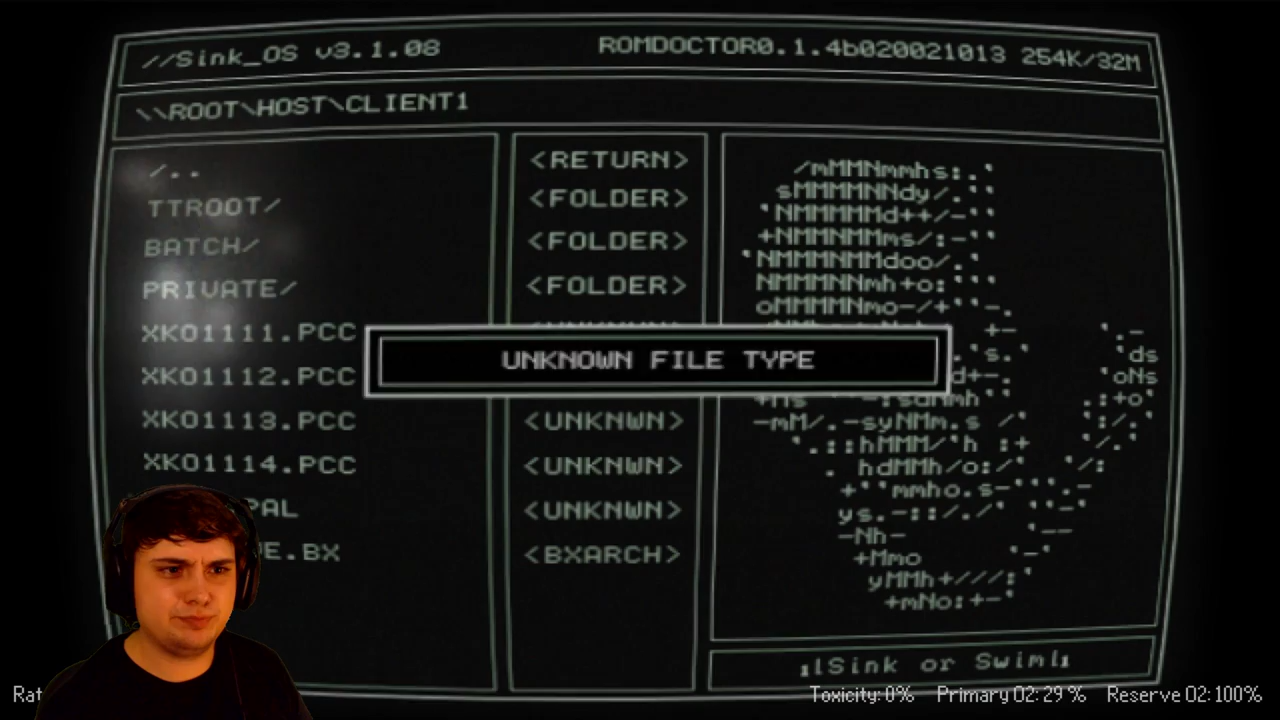 //Sink_OS v3.1.08 ROMDOCTOR0.1.4b020021013 254K/32M
\\ROOT\HOST\CLIENT1
/.. <RETURN>
TTROOT/ <FOLDER>
BATCH/ <FOLDER>
PRIVATE/ <FOLDER>
XK01111.PCC
XK01112.PCC
UNKNOWN FILE TYPE
XK01113.PCC <UNKNWN>
XK01114.PCC <UNKNWN>
<UNKNWN>
<BXARCH>
Sink or Swim
Toxicity: 0% Primary O2: 29 % Reserve O2: 100%